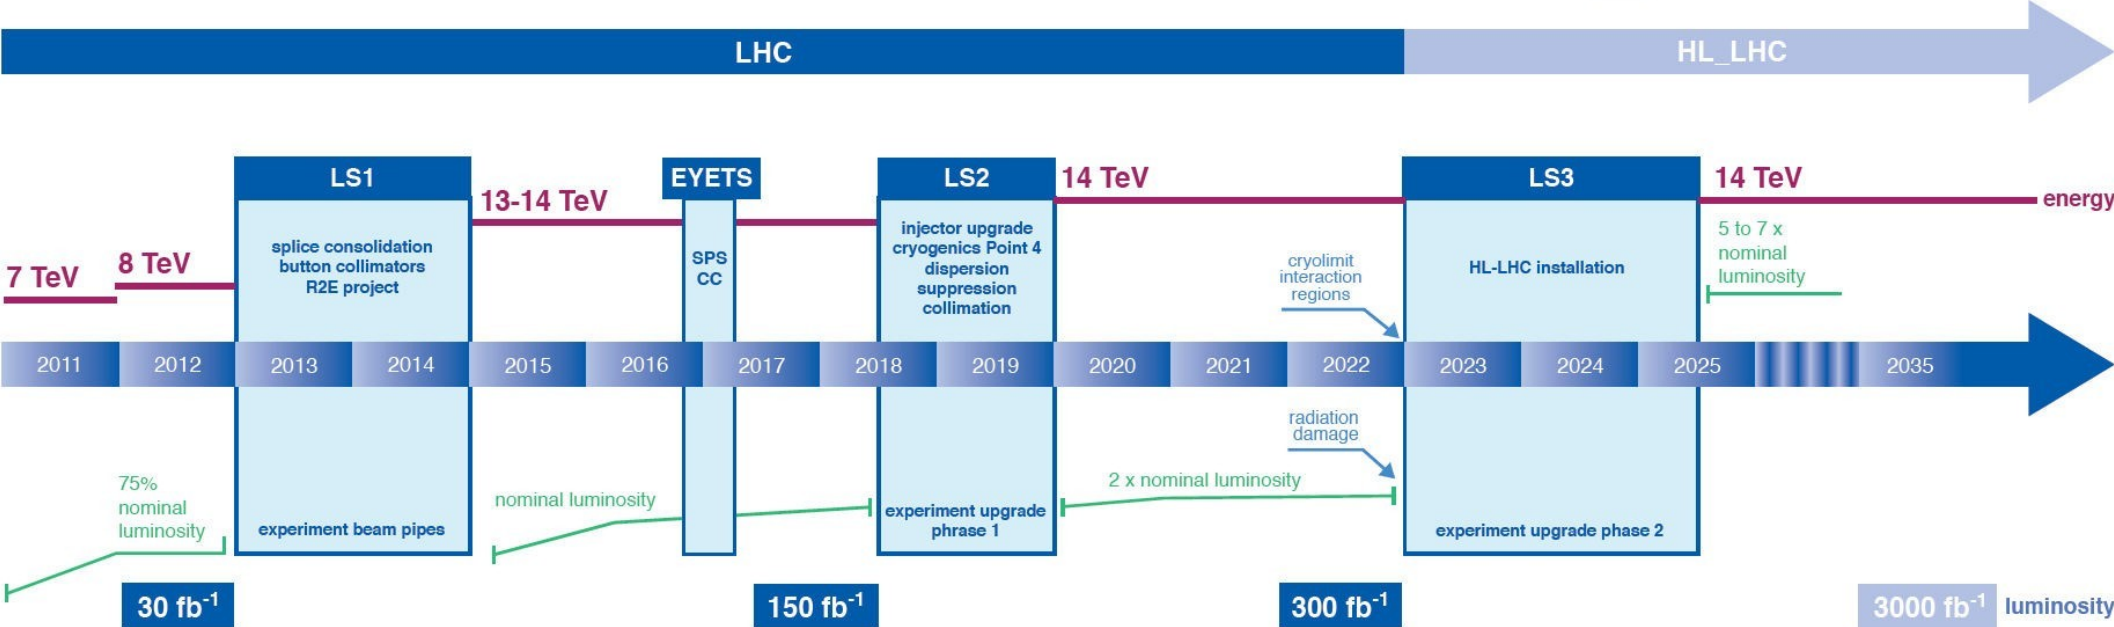 LHC
HL_LHC
LS1
EYETS
LS2
14 TeV
LS3
14 TeV
energy
13-14 TeV
7 TeV
8 TeV
splice consolidation
button collimators
R2E project
SPS
CC
injector upgrade
cryogenics Point 4
dispersion
suppression
collimation
cryolimit
interaction
regions
HL-LHC installation
5 to 7 x
nominal
luminosity
2011
2012
2013
2014
2015
2016
2017
2018
2019
2020
2021
2022
2023
2024
2025
2035
75%
nominal
luminosity
experiment beam pipes
nominal luminosity
experiment upgrade
phrase 1
2 x nominal luminosity
radiation
damage
experiment upgrade phase 2
30 fb⁻¹
150 fb⁻¹
300 fb⁻¹
3000 fb⁻¹
luminosity